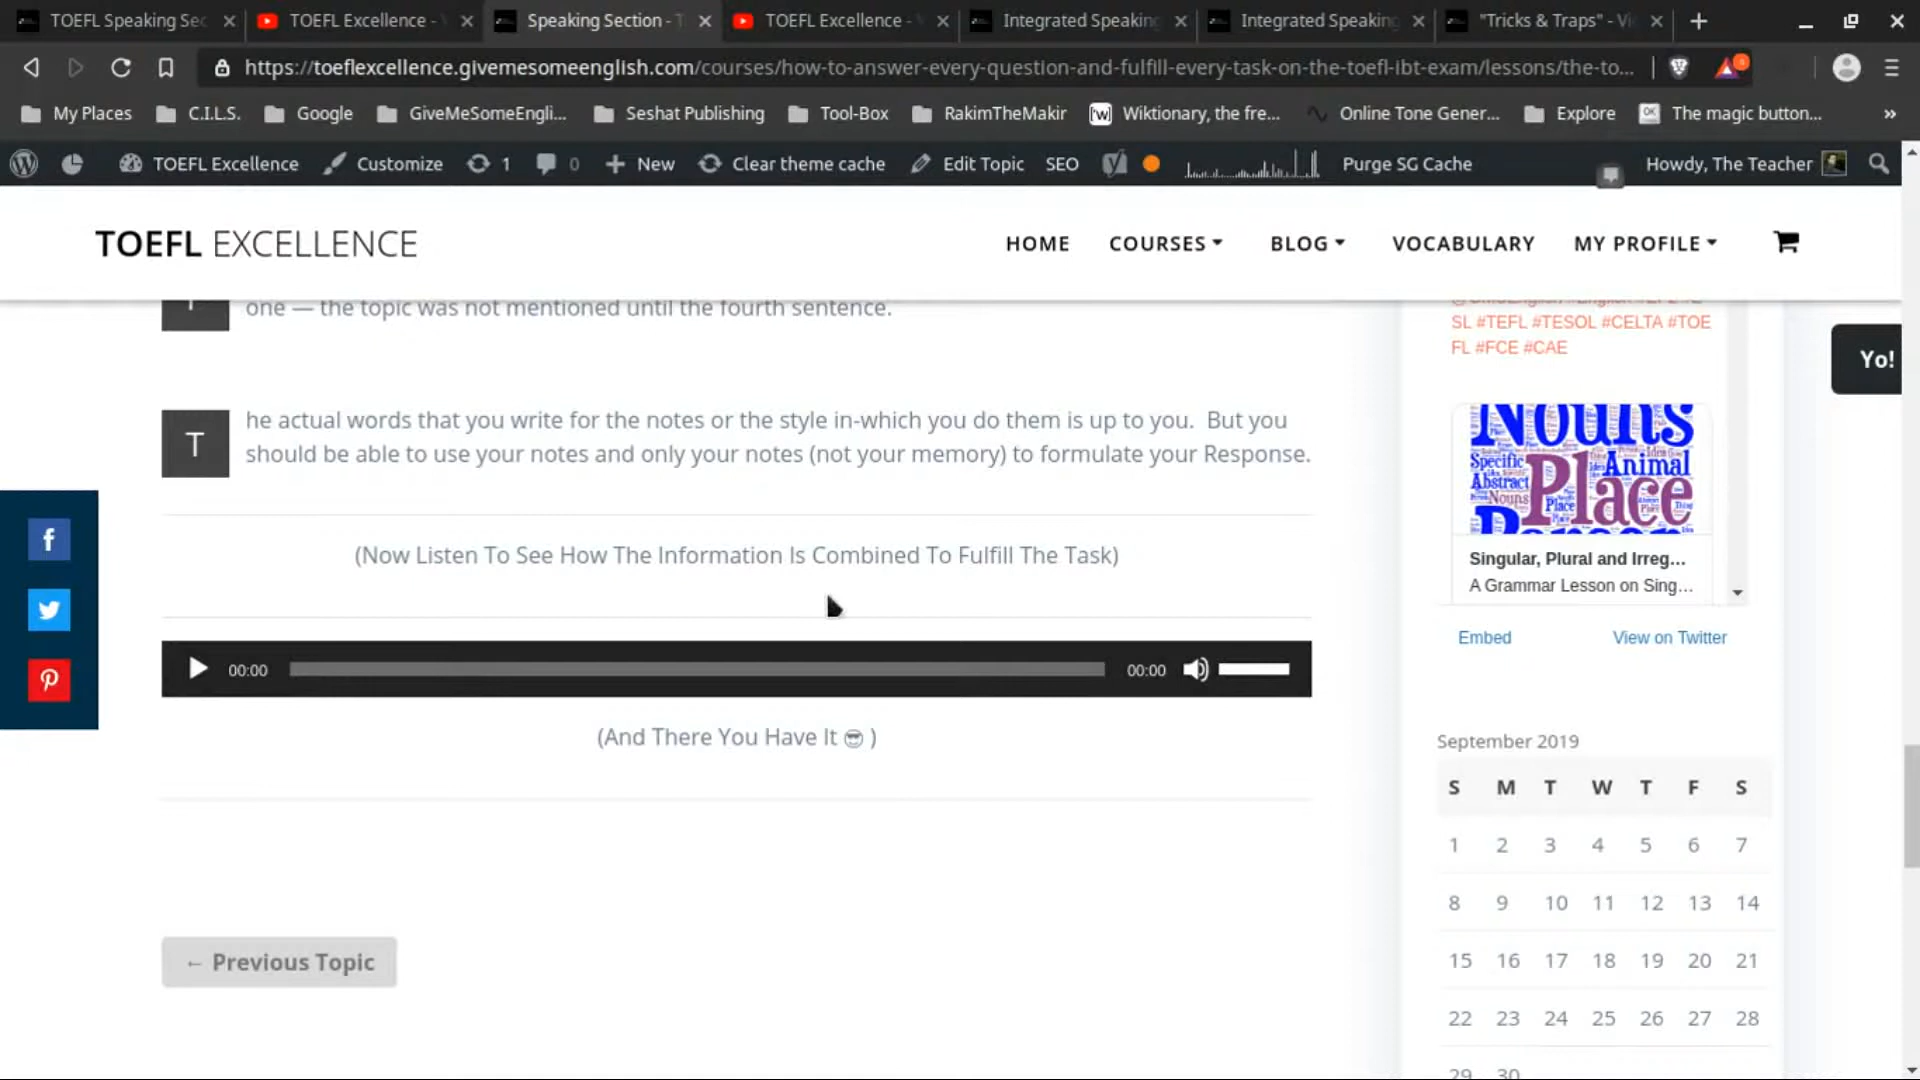 TOEFL Speaking Sec
TOEFL Excellence -
Speaking Section - T
TOEFL Excellence -
Integrated Speaking
Integrated Speaking
"Tricks & Traps" - Vi
https://toeflexcellence.givemesomeenglish.com/courses/how-to-answer-every-question-and-fulfill-every-task-on-the-toefl-ibt-exam/lessons/the-to...
My Places
C.I.L.S.
Google
GiveMeSomeEngli...
Seshat Publishing
Tool-Box
RakimTheMakir
Wiktionary, the fre...
Online Tone Gener...
Explore
The magic button...
»
TOEFL Excellence
Customize
1
0
New
Clear theme cache
Edit Topic
SEO
Purge SG Cache
Howdy, The Teacher
TOEFL EXCELLENCE
HOME
COURSES
BLOG
VOCABULARY
MY PROFILE
one — the topic was not mentioned until the fourth sentence.
The actual words that you write for the notes or the style in-which you do them is up to you. But you
should be able to use your notes and only your notes (not your memory) to formulate your Response.
(Now Listen To See How The Information Is Combined To Fulfill The Task)
00:00
00:00
(And There You Have It 😎 )
← Previous Topic
SL #TEFL #TESOL #CELTA #TOE
FL #FCE #CAE
Yo!
Nouns
Specific
Idea
Animal
Abstract
Nouns
Place
Place
Person
Singular, Plural and Irreg...
A Grammar Lesson on Sing...
Embed
View on Twitter
September 2019
S M T W T F S
1 2 3 4 5 6 7
8 9 10 11 12 13 14
15 16 17 18 19 20 21
22 23 24 25 26 27 28
29 30